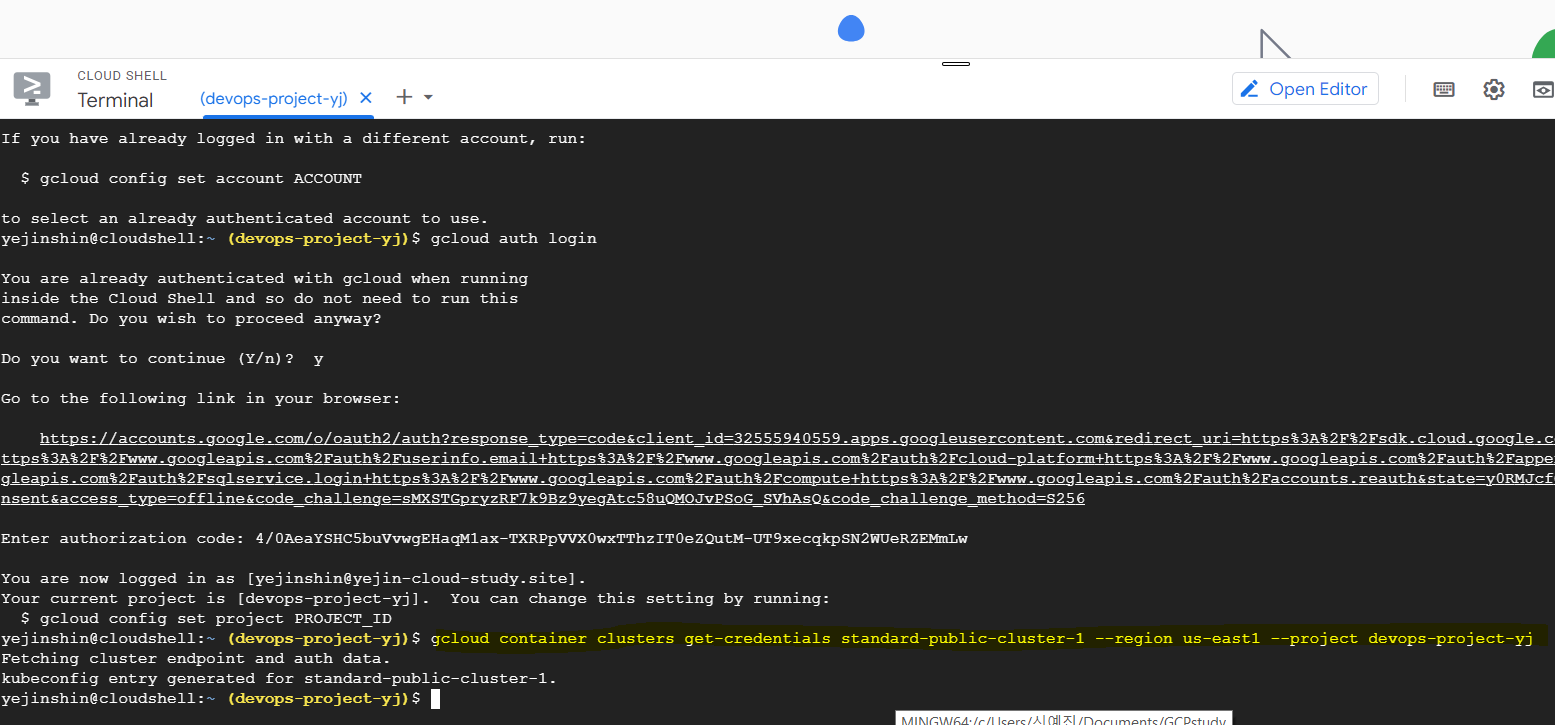 CLOUD SHELL
Terminal
(devops-project-yj)
Open Editor
If you have already logged in with a different account, run:
$ gcloud config set account ACCOUNT
to select an already authenticated account to use.
yejinshin@cloudshell:~ (devops-project-yj)$ gcloud auth login
You are already authenticated with gcloud when running
inside the Cloud Shell and so do not need to run this
command. Do you wish to proceed anyway?
Do you want to continue (Y/n)?  y
Go to the following link in your browser:
https://accounts.google.com/o/oauth2/auth?response_type=code&client_id=32555940559.apps.googleusercontent.com&redirect_uri=https%3A%2F%2Fsdk.cloud.google.co
ttps%3A%2F%2Fwww.googleapis.com%2Fauth%2Fuserinfo.email+https%3A%2F%2Fwww.googleapis.com%2Fauth%2Fcloud-platform+https%3A%2F%2Fwww.googleapis.com%2Fauth%2Fappe
gleapis.com%2Fauth%2Fsqlservice.login+https%3A%2F%2Fwww.googleapis.com%2Fauth%2Fcompute+https%3A%2F%2Fwww.googleapis.com%2Fauth%2Faccounts.reauth&state=y0RMJcf
nsent&access_type=offline&code_challenge=sMXSTGpryzRF7k9Bz9yegAtc58uQMOJvPSoG_SVhAsQ&code_challenge_method=S256
Enter authorization code: 4/0AeaYSHC5buVvwgEHaqM1ax-TXRPpVVX0wxTThzIT0eZQutM-UT9xecqkpSN2WUeRZEMmLw
You are now logged in as [yejinshin@yejin-cloud-study.site].
Your current project is [devops-project-yj].  You can change this setting by running:
$ gcloud config set project PROJECT_ID
yejinshin@cloudshell:~ (devops-project-yj)$ gcloud container clusters get-credentials standard-public-cluster-1 --region us-east1 --project devops-project-yj
Fetching cluster endpoint and auth data.
kubeconfig entry generated for standard-public-cluster-1.
yejinshin@cloudshell:~ (devops-project-yj)$
MINGW64:/c/Users/신예진/Documents/GCPstudy